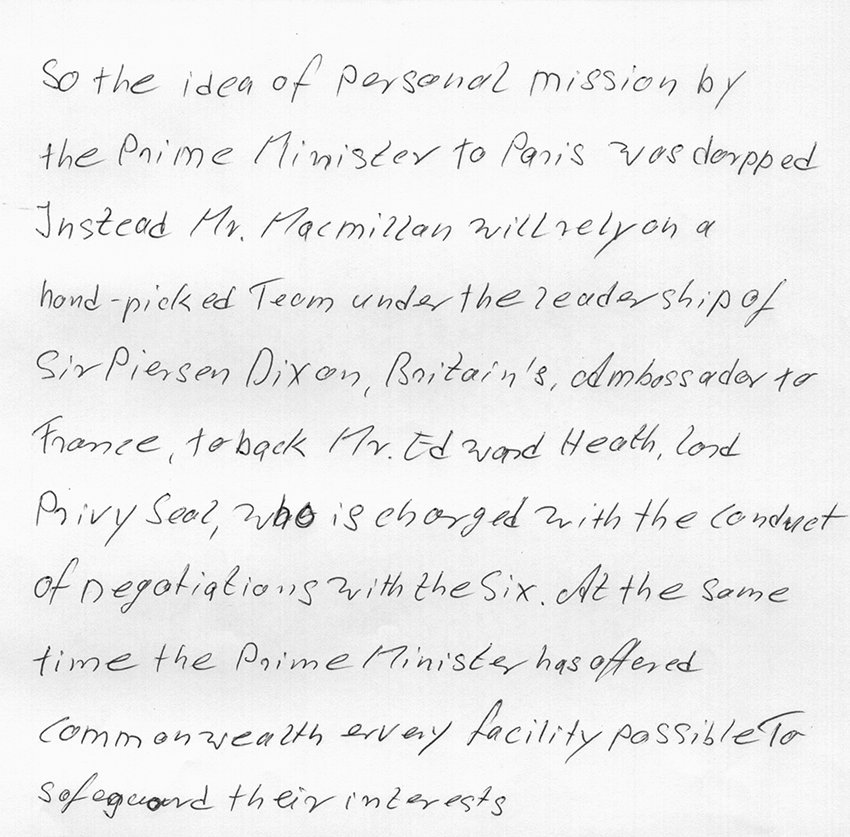 So the idea of personal mission by
the Prime Minister to Paris was dorpped
Instead Mr. Macmillan will rely on a
hand-picked Team under the leadership of
Sir Piersen Dixon, Britain's, Ambassador to
France, to back Mr. Edward Heath, lord
Privy Seal, who is charged with the conduct
of negotiations with the Six. At the same
time the Prime Minister has offered
commonwealth ervery facility possible To
safeguard their interests